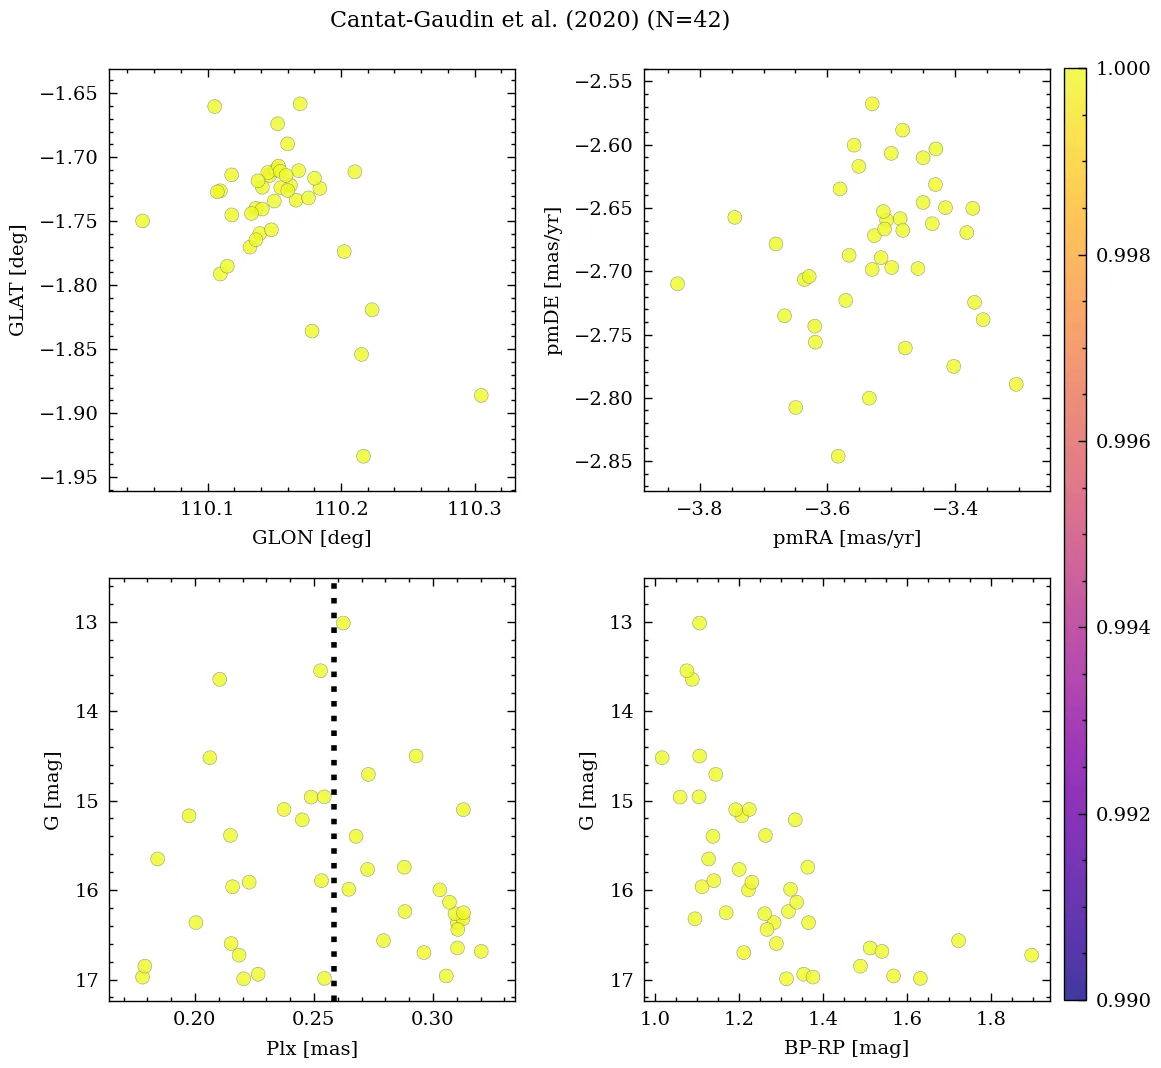 Cantat-Gaudin et al. (2020) (N=42)
−1.65
−1.70
−1.75
−1.80
−1.85
−1.90
−1.95
GLAT [deg]
110.1 110.2 110.3
GLON [deg]
−2.55
−2.60
−2.65
−2.70
−2.75
−2.80
−2.85
pmDE [mas/yr]
−3.8 −3.6 −3.4
pmRA [mas/yr]
13
14
15
16
17
G [mag]
0.20 0.25 0.30
Plx [mas]
13
14
15
16
17
G [mag]
1.0 1.2 1.4 1.6 1.8
BP-RP [mag]
1.000
0.998
0.996
0.994
0.992
0.990